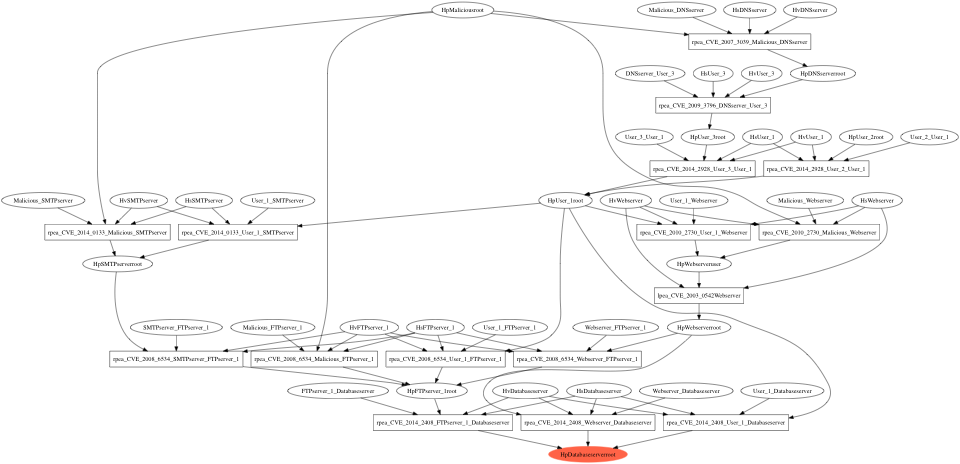 HpMaliciousroot
Malicious_DNSserver
HsDNSserver
HvDNSserver
rpea_CVE_2007_3039_Malicious_DNSserver
DNSserver_User_3
HsUser_3
HvUser_3
HpDNSserverroot
rpea_CVE_2009_3796_DNSserver_User_3
User_3_User_1
HpUser_3root
HsUser_1
HvUser_1
HpUser_2root
User_2_User_1
rpea_CVE_2014_2928_User_3_User_1
rpea_CVE_2014_2928_User_2_User_1
Malicious_SMTPserver
HvSMTPserver
HsSMTPserver
User_1_SMTPserver
HpUser_1root
HvWebserver
User_1_Webserver
Malicious_Webserver
HsWebserver
rpea_CVE_2014_0133_Malicious_SMTPserver
rpea_CVE_2014_0133_User_1_SMTPserver
rpea_CVE_2010_2730_User_1_Webserver
rpea_CVE_2010_2730_Malicious_Webserver
HpSMTPserverroot
HpWebserveruser
lpea_CVE_2003_0542Webserver
SMTPserver_FTPserver_1
Malicious_FTPserver_1
HvFTPserver_1
HsFTPserver_1
User_1_FTPserver_1
Webserver_FTPserver_1
HpWebserverroot
rpea_CVE_2008_6534_SMTPserver_FTPserver_1
rpea_CVE_2008_6534_Malicious_FTPserver_1
rpea_CVE_2008_6534_User_1_FTPserver_1
rpea_CVE_2008_6534_Webserver_FTPserver_1
FTPserver_1_Databaseserver
HpFTPserver_1root
HvDatabaseserver
HsDatabaseserver
Webserver_Databaseserver
User_1_Databaseserver
rpea_CVE_2014_2408_FTPserver_1_Databaseserver
rpea_CVE_2014_2408_Webserver_Databaseserver
rpea_CVE_2014_2408_User_1_Databaseserver
HpDatabaseserverroot